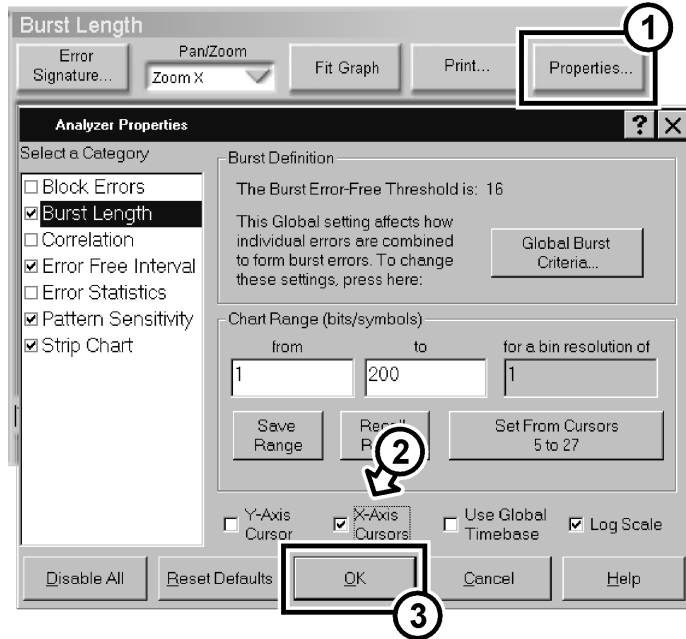 Burst Length
1
Error
Signature...
Pan/Zoom
Zoom X
Fit Graph
Print...
Properties...
Analyzer Properties
? X
Select a Category
Block Errors
Burst Length
Correlation
Error Free Interval
Error Statistics
Pattern Sensitivity
Strip Chart
Burst Definition
The Burst Error-Free Threshold is: 16
This Global setting affects how
individual errors are combined
to form burst errors. To change
these settings, press here:
Global Burst
Criteria...
Chart Range (bits/symbols)
from
to
for a bin resolution of
1
200
1
Save
Range
2
Set From Cursors
5 to 27
Y-Axis
Cursor
X-Axis
Cursors
Use Global
Timebase
Log Scale
Disable All
Reset Defaults
OK
Cancel
Help
3